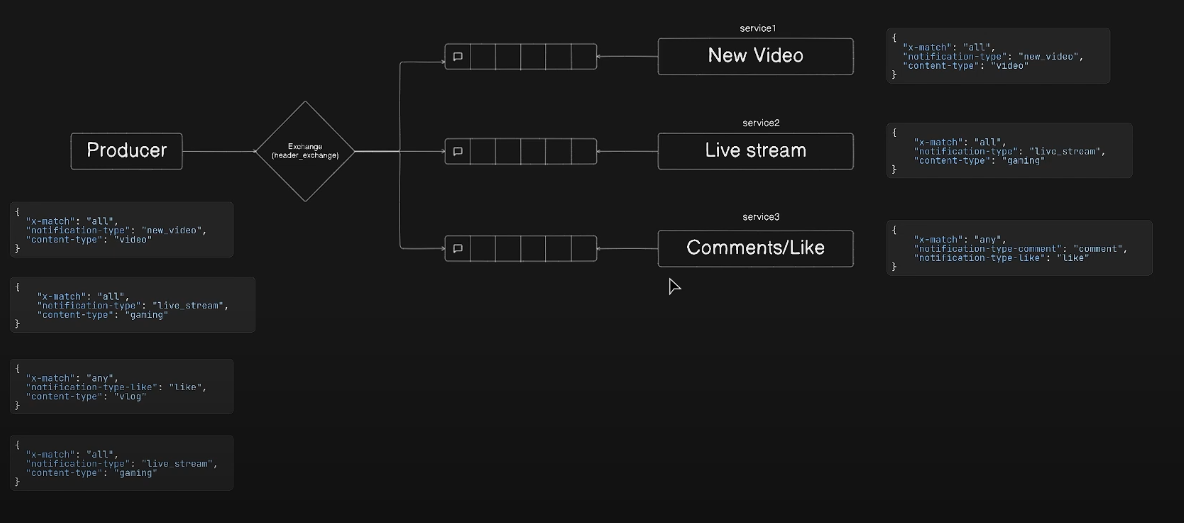 service1
New Video
{
"x-match": "all",
"notification-type": "new_video",
"content-type": "video"
}
service2
Producer
Exchange
(header_exchange)
Live stream
{
"x-match": "all",
"notification-type": "live_stream",
"content-type": "gaming"
}
service3
Comments/Like
{
"x-match": "any",
"notification-type-comment": "comment",
"notification-type-like": "like"
}
{
"x-match": "all",
"notification-type": "new_video",
"content-type": "video"
}
{
"x-match": "all",
"notification-type": "live_stream",
"content-type": "gaming"
}
{
"x-match": "any",
"notification-type-like": "like",
"content-type": "vlog"
}
{
"x-match": "all",
"notification-type": "live_stream",
"content-type": "gaming"
}